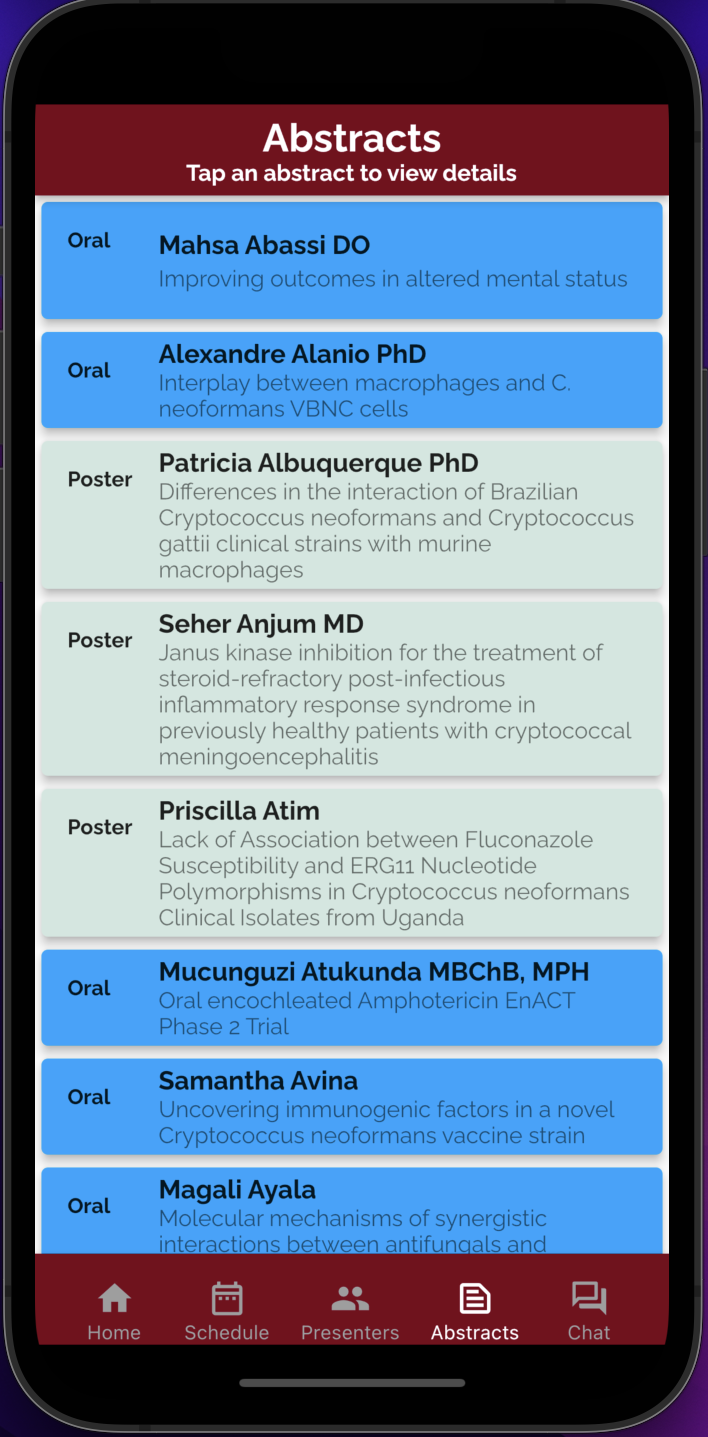 Abstracts
Tap an abstract to view details
Oral
Mahsa Abassi DO
Improving outcomes in altered mental status
Oral
Alexandre Alanio PhD
Interplay between macrophages and C.
neoformans VBNC cells
Poster
Patricia Albuquerque PhD
Differences in the interaction of Brazilian
Cryptococcus neoformans and Cryptococcus
gattii clinical strains with murine
macrophages
Poster
Seher Anjum MD
Janus kinase inhibition for the treatment of
steroid-refractory post-infectious
inflammatory response syndrome in
previously healthy patients with cryptococcal
meningoencephalitis
Poster
Priscilla Atim
Lack of Association between Fluconazole
Susceptibility and ERG11 Nucleotide
Polymorphisms in Cryptococcus neoformans
Clinical Isolates from Uganda
Oral
Mucunguzi Atukunda MBChB, MPH
Oral encochleated Amphotericin EnACT
Phase 2 Trial
Oral
Samantha Avina
Uncovering immunogenic factors in a novel
Cryptococcus neoformans vaccine strain
Oral
Magali Ayala
Molecular mechanisms of synergistic
interactions between antifungals and
Home
Schedule
Presenters
Abstracts
Chat